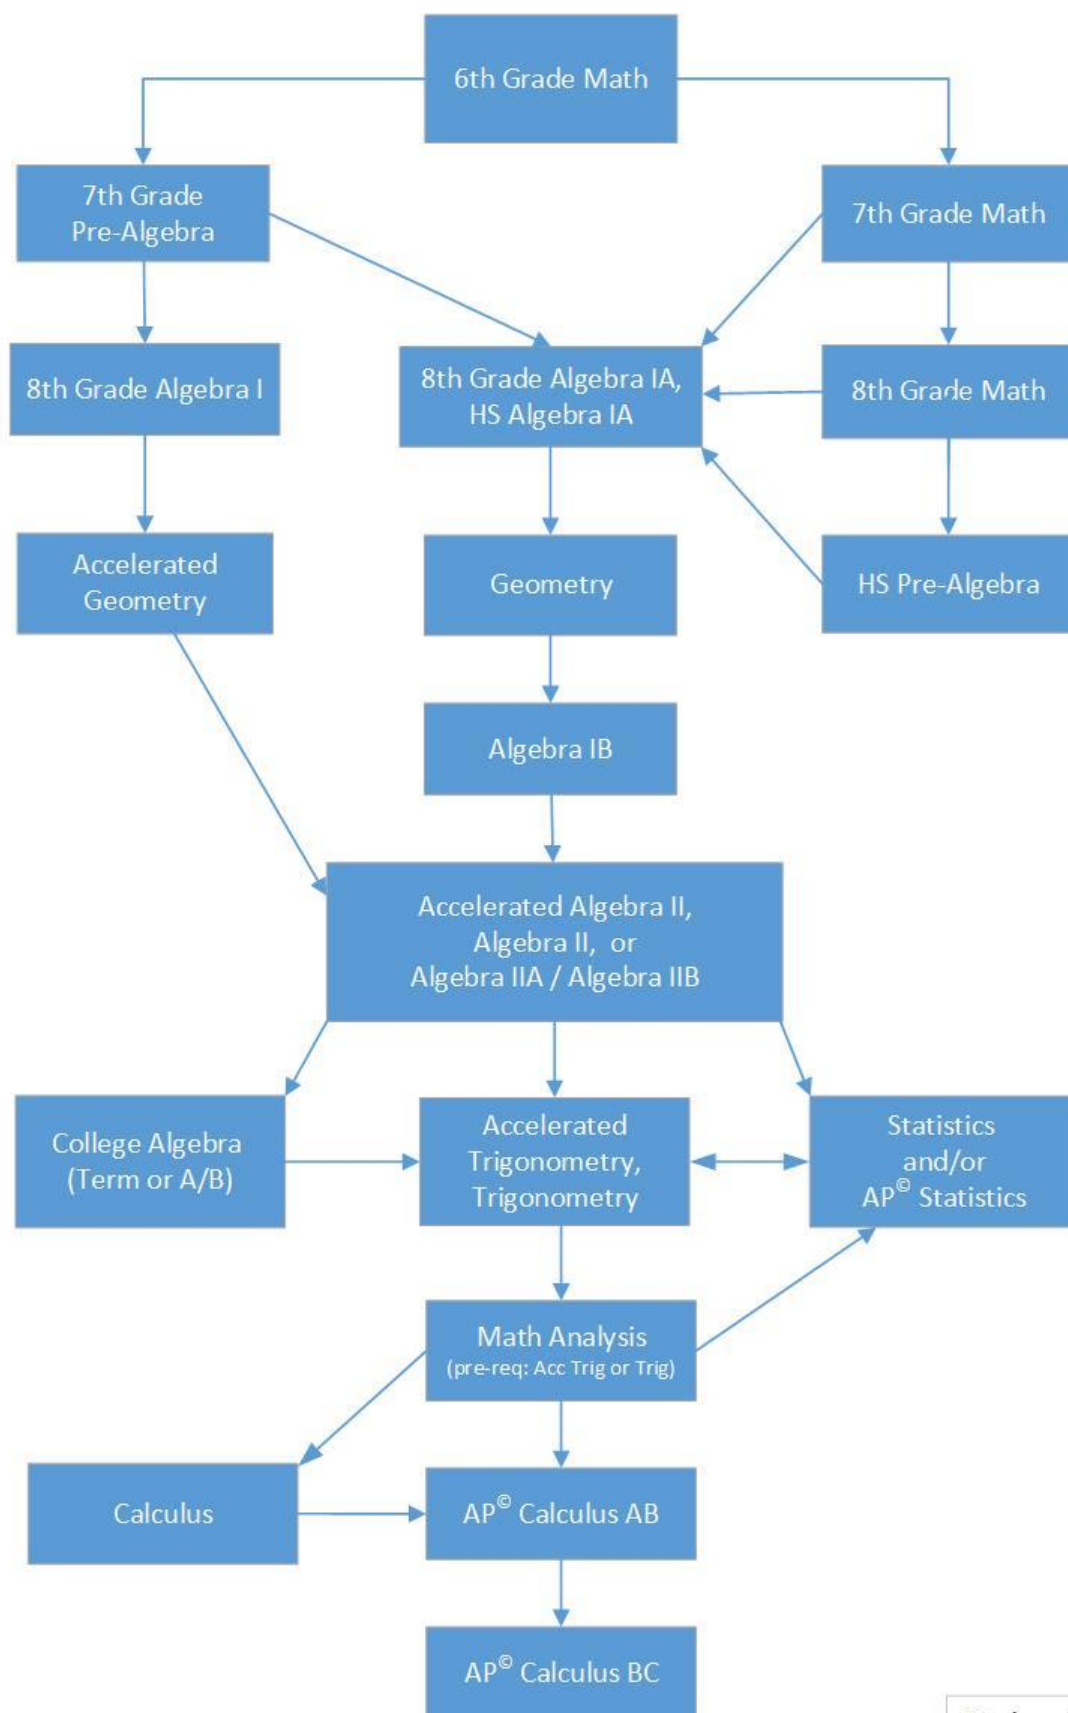 6th Grade Math
7th Grade
Pre-Algebra
7th Grade Math
8th Grade Algebra I
8th Grade Algebra IA,
HS Algebra IA
8th Grade Math
Accelerated
Geometry
Geometry
HS Pre-Algebra
Algebra IB
Accelerated Algebra II,
Algebra II, or
Algebra IIA / Algebra IIB
College Algebra
(Term or A/B)
Accelerated
Trigonometry,
Trigonometry
Statistics
and/or
AP© Statistics
Math Analysis
(pre-req: Acc Trig or Trig)
Calculus
AP© Calculus AB
AP© Calculus BC